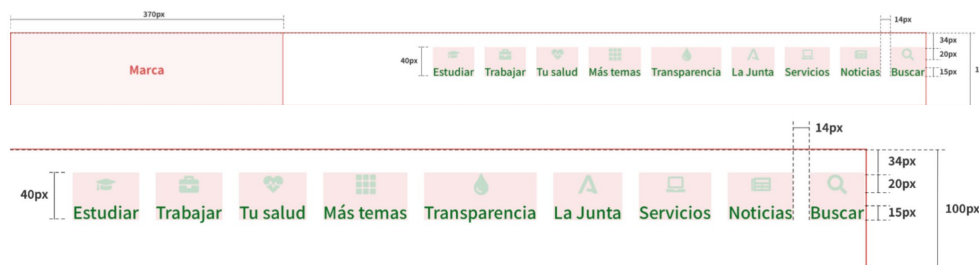 370px
14px
34px
Marca
40px
20px
Estudiar Trabajar Tu salud Más temas Transparencia La Junta Servicios Noticias Buscar
15px
1
14px
34px
40px
20px
Estudiar Trabajar Tu salud Más temas Transparencia La Junta Servicios Noticias Buscar
15px
100px